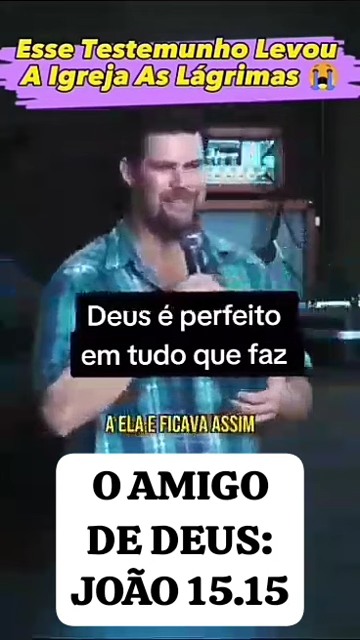 Esse Testemunho Levou
A Igreja As Lágrimas 😭
Deus é perfeito
em tudo que faz
A ELA E FICAVA ASSIM
O AMIGO
DE DEUS:
JOÃO 15.15